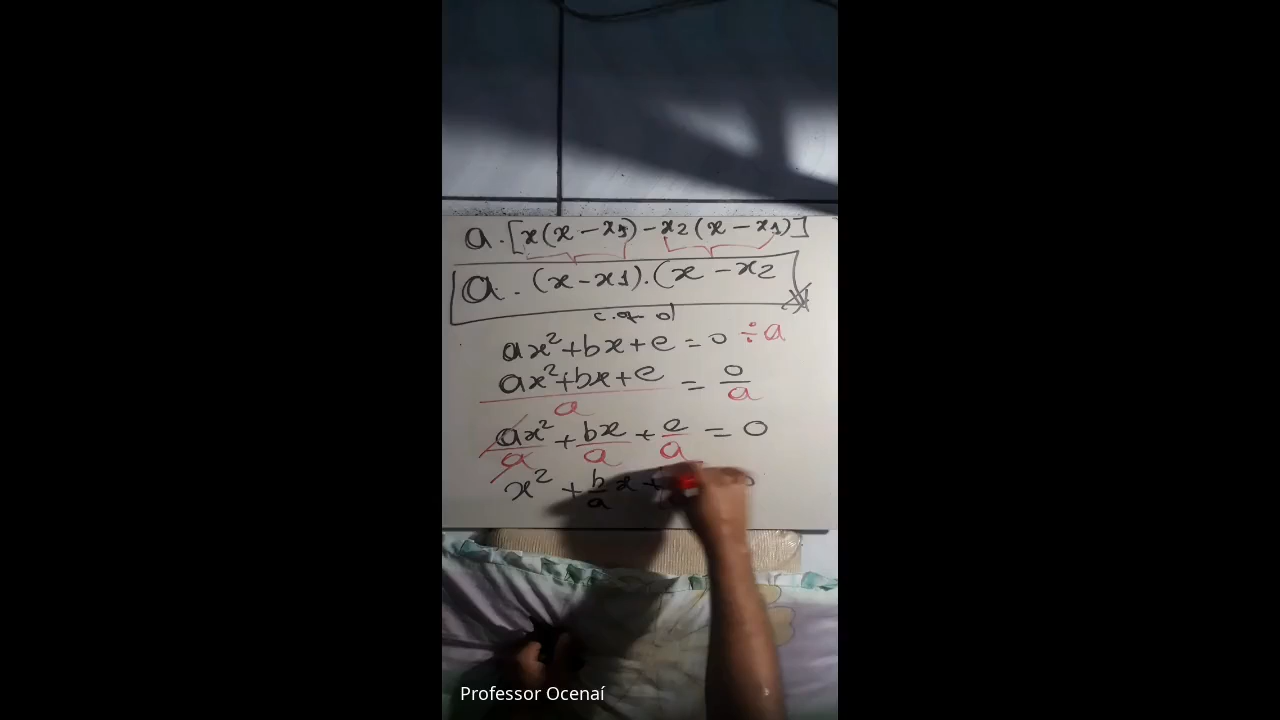 a.[x(x-x1)-x2(x-x1)]
a.(x-x1).(x-x2
c.q.d
ax²+bx+c=0 ÷a
ax²+bx+c/a = 0/a
ax²/a + bx/a + c/a = 0
x² + b/a x +
Professor Ocenaí